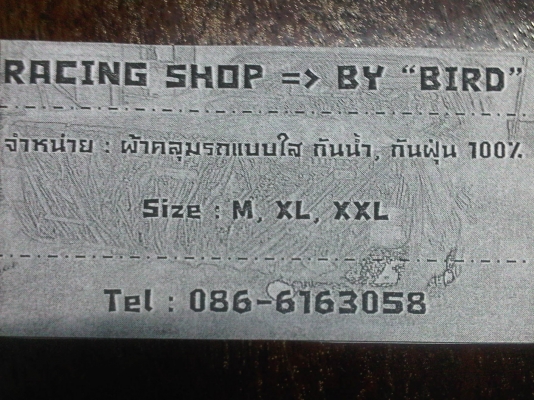 RACING SHOP => BY “BIRD”
จำหน่าย : ผ้าคลุมรถแบบใส กันน้ำ, กันฝุ่น 100%
Size : M, XL, XXL
Tel : 086-6163058